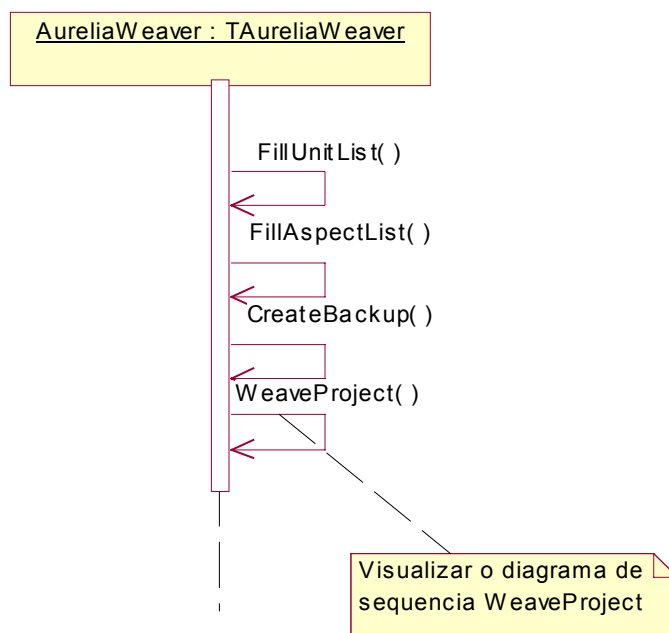 AureliaWeaver : TAureliaWeaver
FillUnitList( )
FillAspectList( )
CreateBackup( )
WeaveProject( )
Visualizar o diagrama de
sequencia WeaveProject